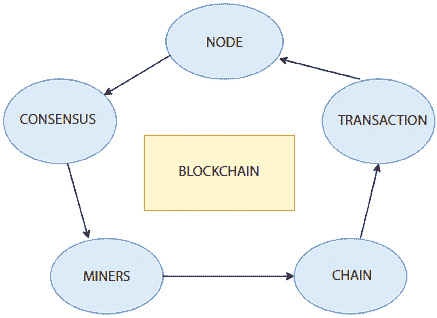 NODE
CONSENSUS
TRANSACTION
BLOCKCHAIN
MINERS
CHAIN